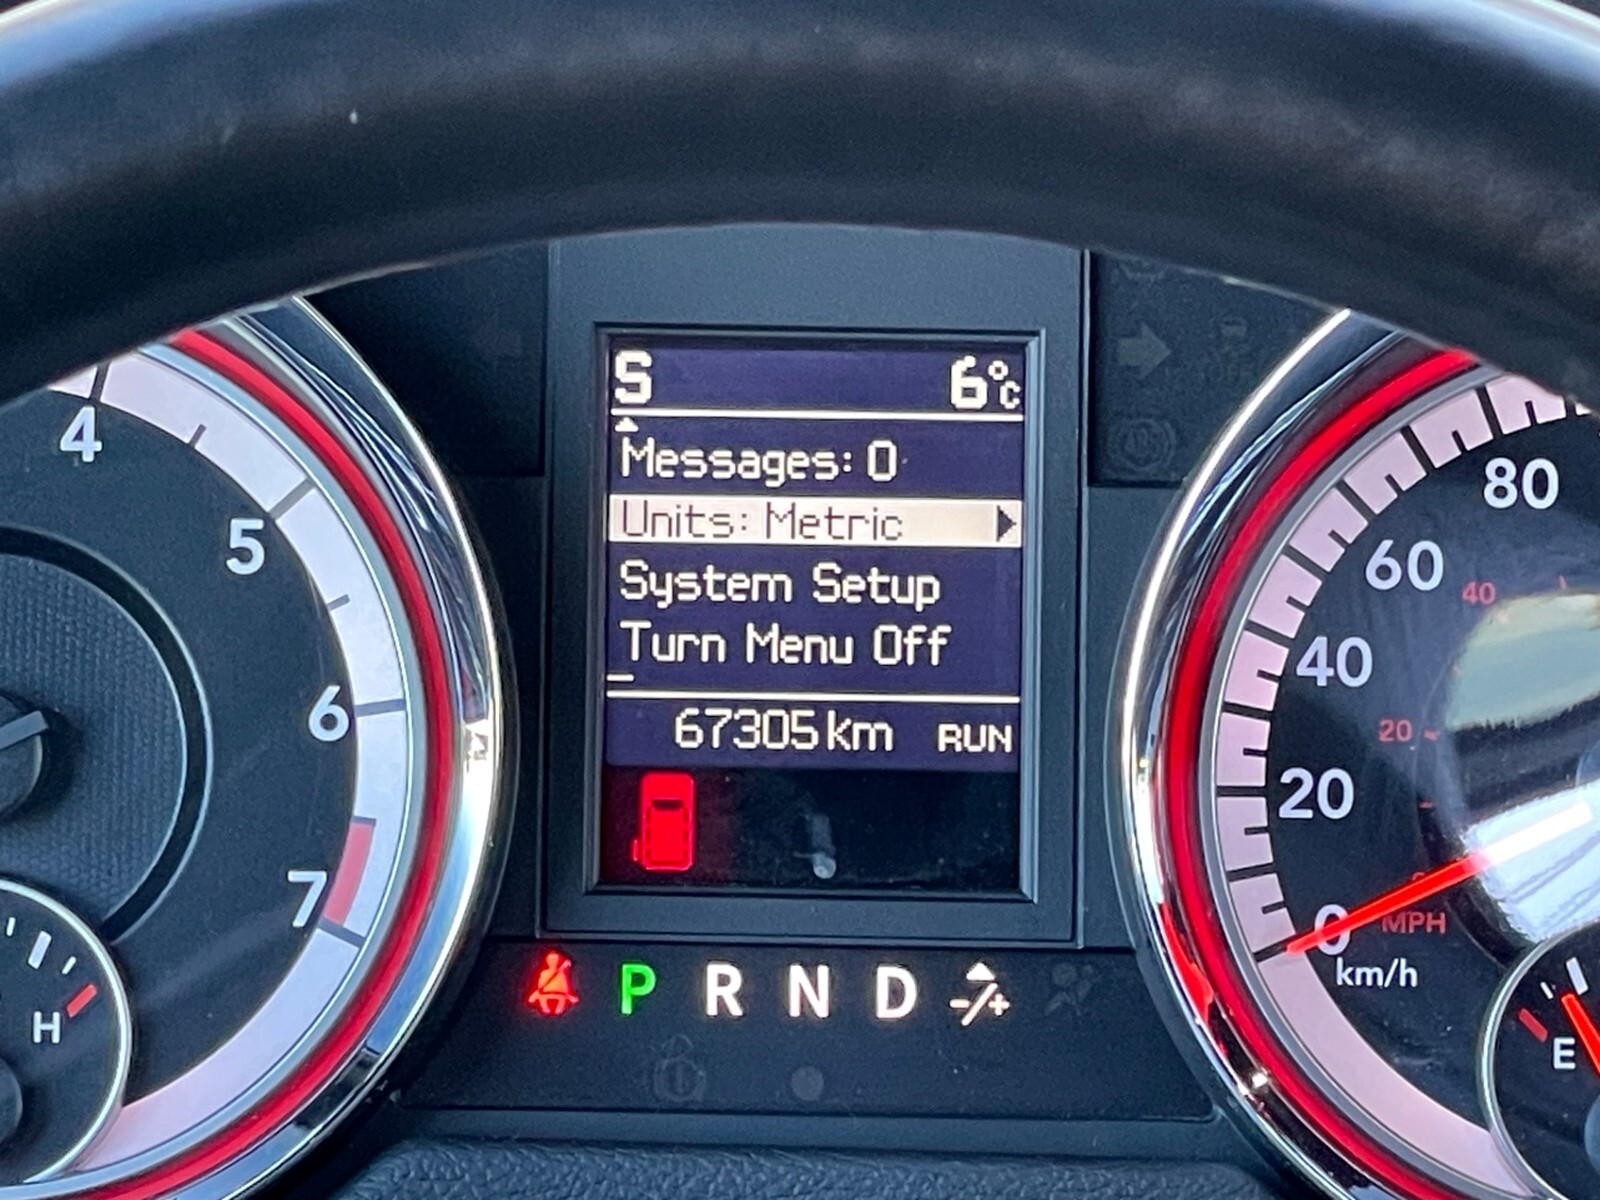 S 6°C
Messages: 0
Units: Metric
System Setup
Turn Menu Off
67305 km RUN
P R N D -/+
4
5
6
7
H
80
60
40
20
0
km/h
40
20
MPH
E